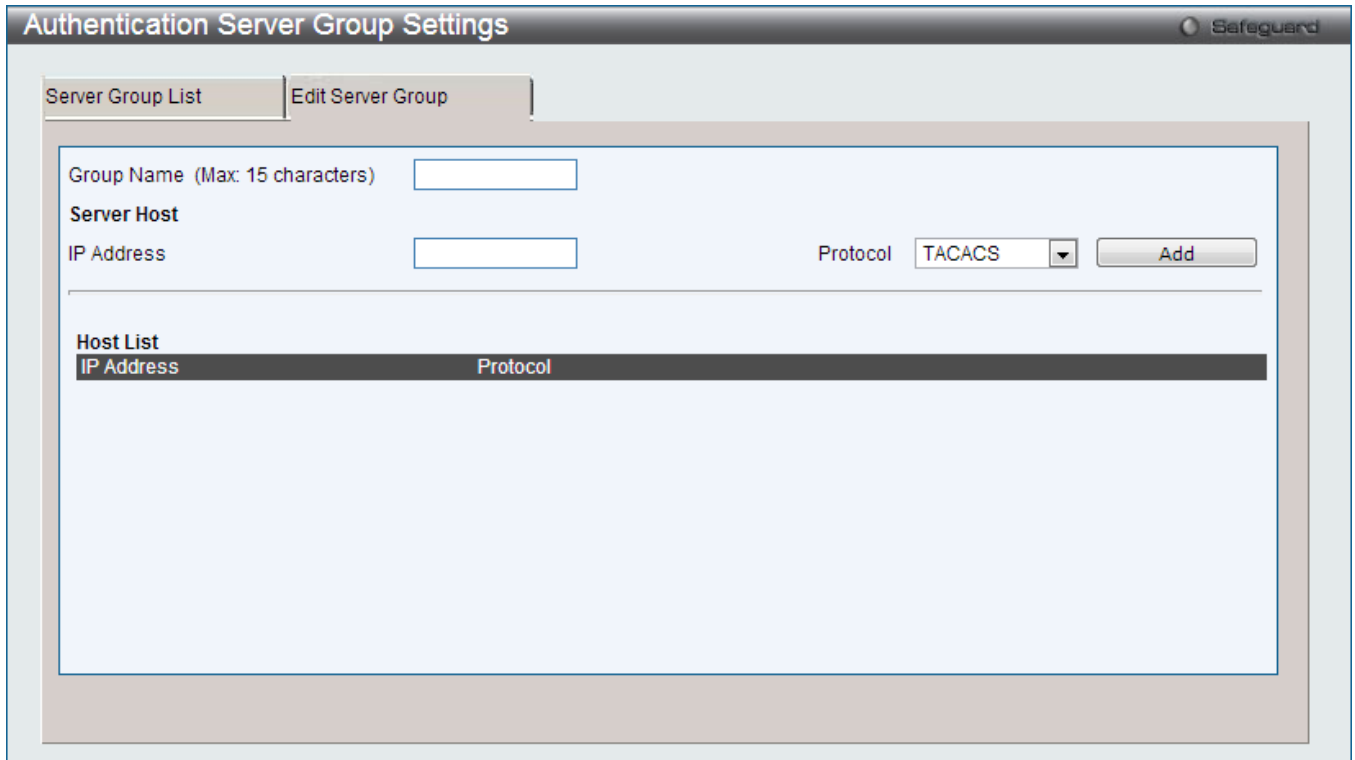 Authentication Server Group Settings
Safeguard
Server Group List
Edit Server Group
Group Name (Max: 15 characters)
Server Host
IP Address
Protocol TACACS Add
Host List
IP Address Protocol